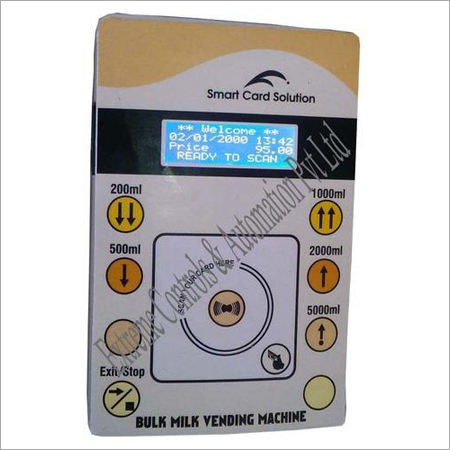 Smart Card Solution
** Welcome **
02/01/2000 13:42
Price 95.00
READY TO SCAN
200ml
1000ml
500ml
2000ml
SCAN YOUR CARD HERE
5000ml
Exit/Stop
BULK MILK VENDING MACHINE
Extreme Controls & Automation Pvt Ltd